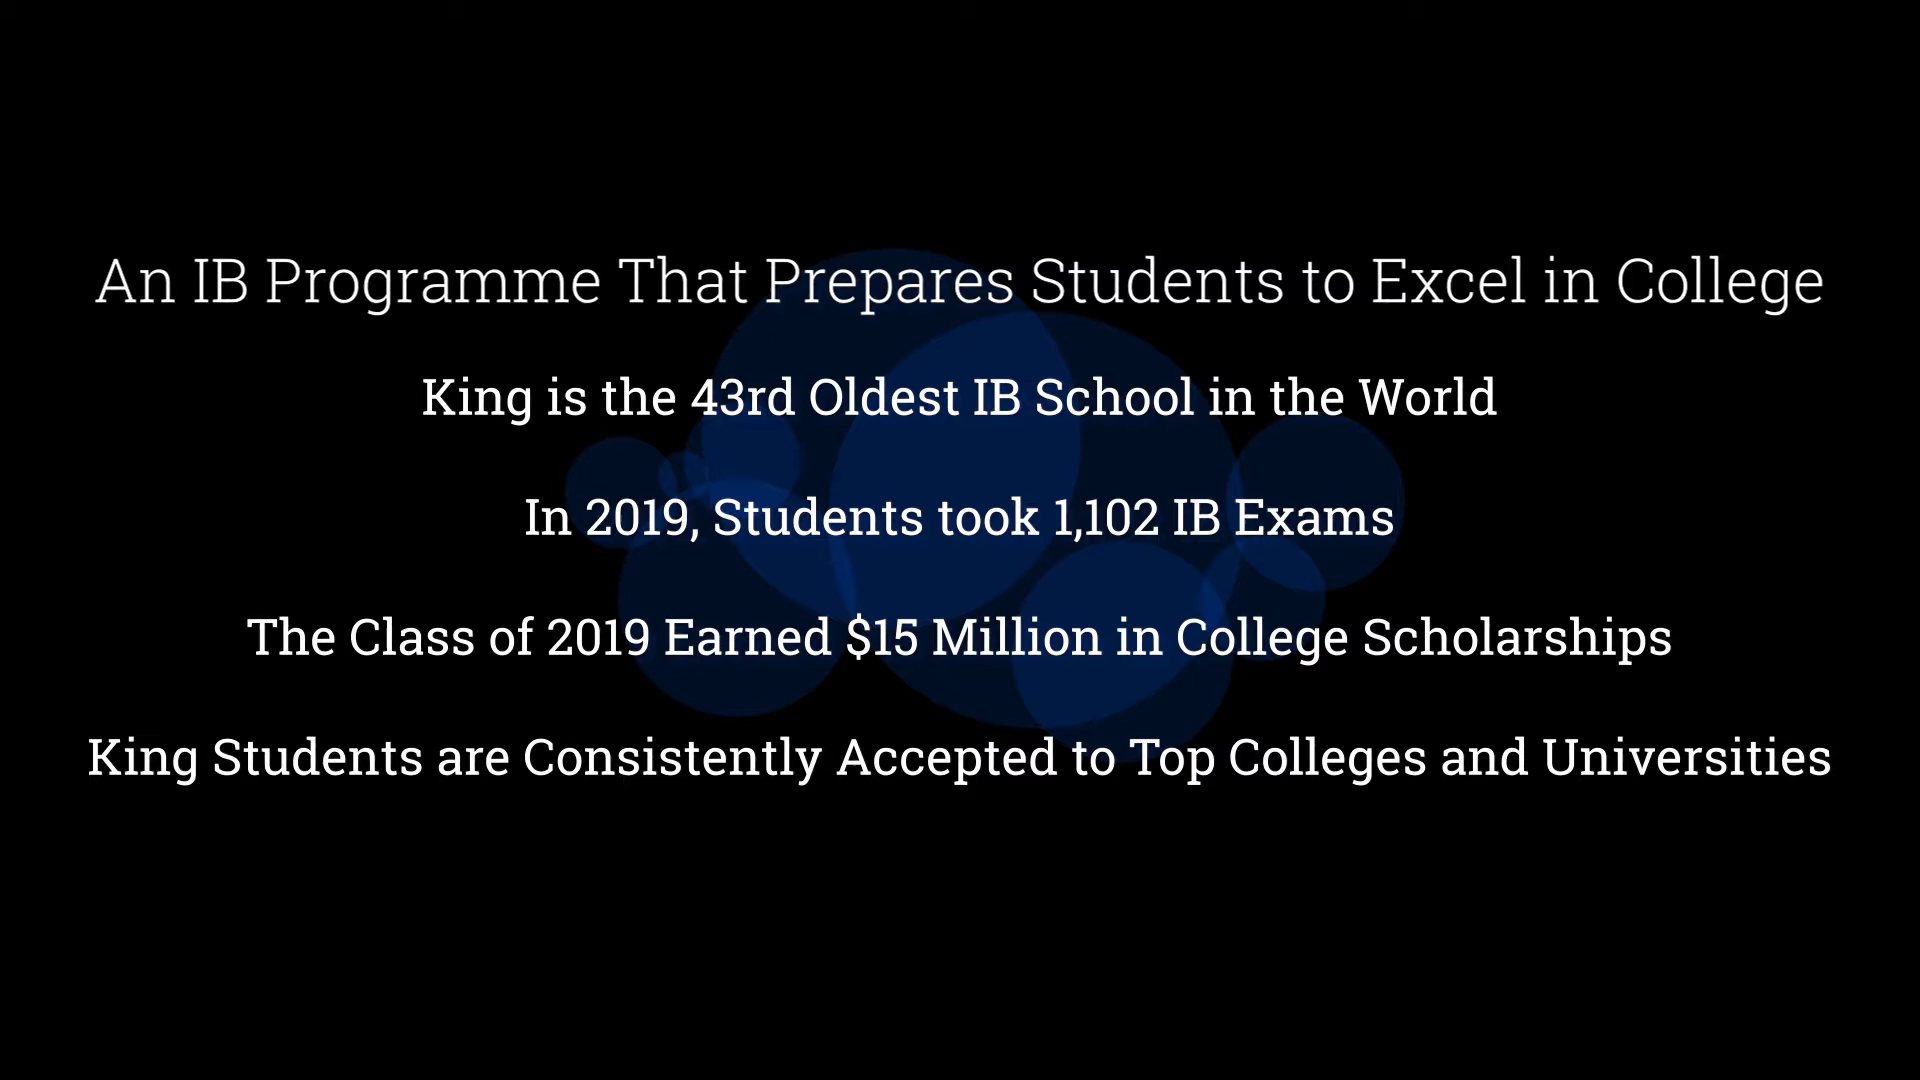 An IB Programme That Prepares Students to Excel in College
King is the 43rd Oldest IB School in the World
In 2019, Students took 1,102 IB Exams
The Class of 2019 Earned $15 Million in College Scholarships
King Students are Consistently Accepted to Top Colleges and Universities